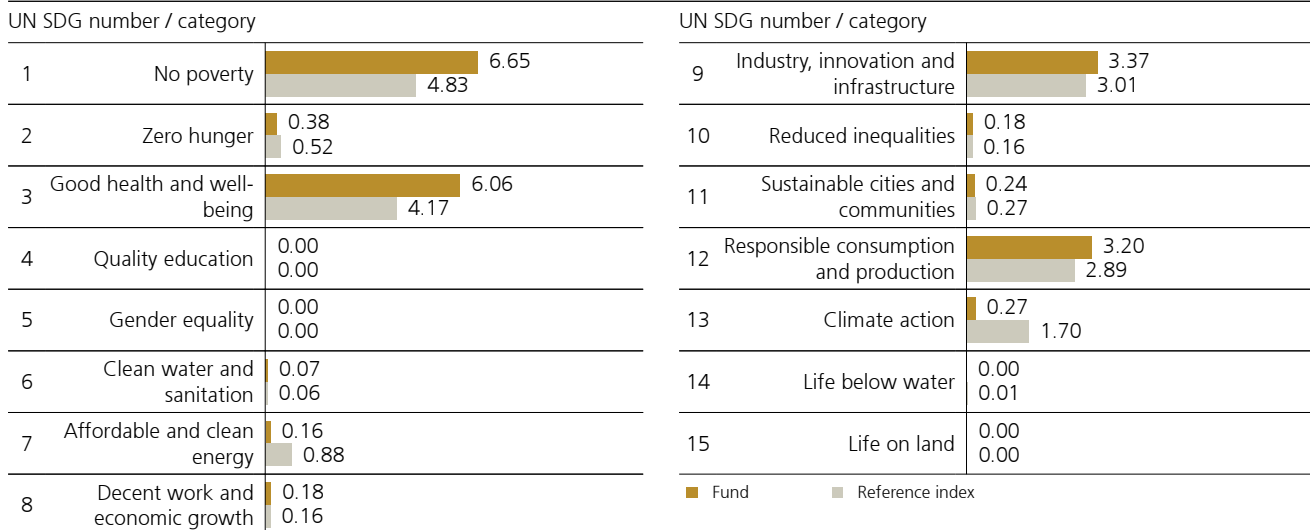 UN SDG number / category
1
No poverty
6.65
4.83
2
Zero hunger
0.38
0.52
3
Good health and well-
being
6.06
4.17
4
Quality education
0.00
0.00
5
Gender equality
0.00
0.00
6
Clean water and
sanitation
0.07
0.06
7
Affordable and clean
energy
0.16
0.88
8
Decent work and
economic growth
0.18
0.16
UN SDG number / category
9
Industry, innovation and
infrastructure
3.37
3.01
10
Reduced inequalities
0.18
0.16
11
Sustainable cities and
communities
0.24
0.27
12
Responsible consumption
and production
3.20
2.89
13
Climate action
0.27
1.70
14
Life below water
0.00
0.01
15
Life on land
0.00
0.00
Fund
Reference index